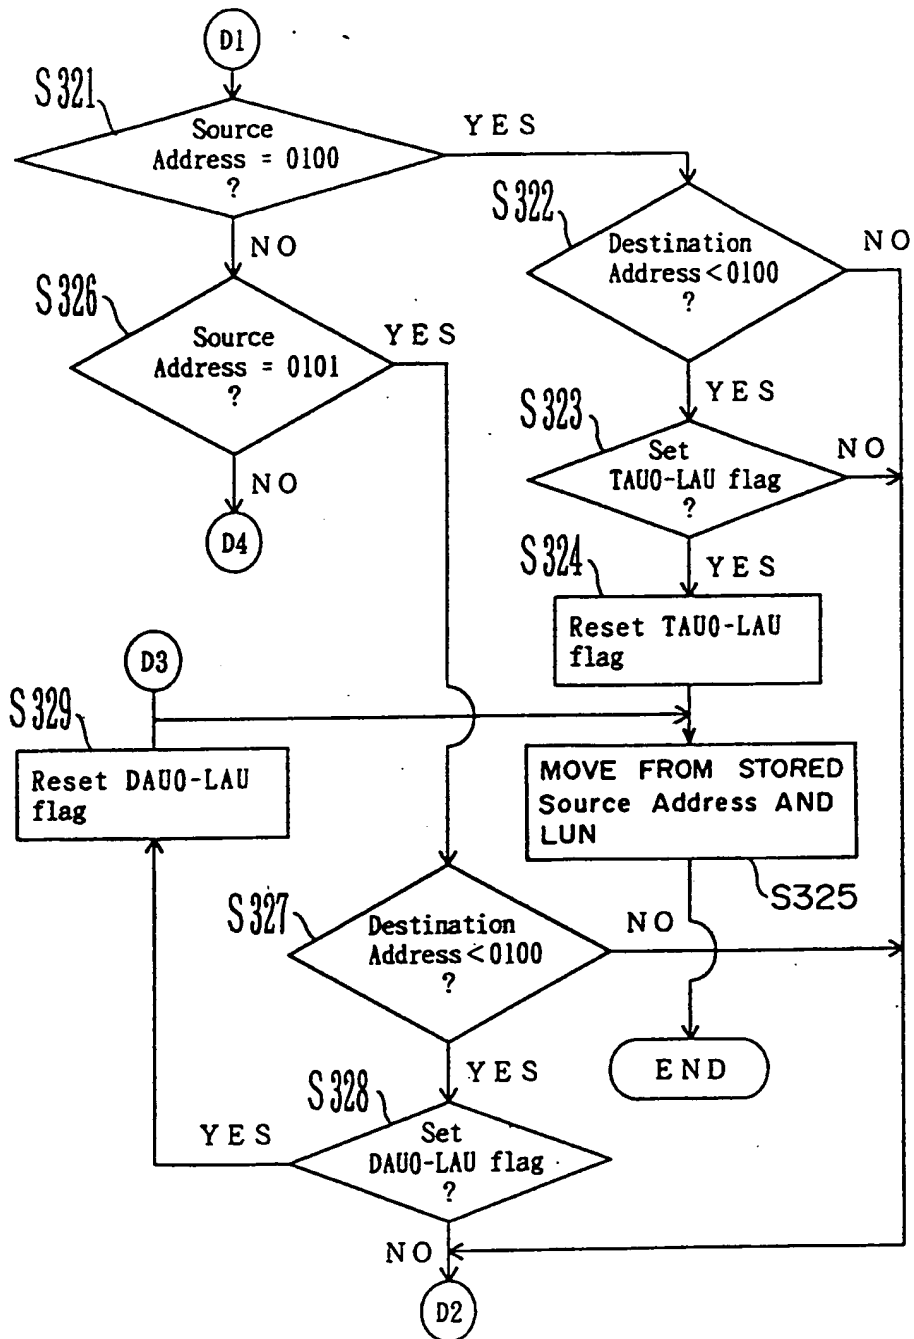 D1
S321
Source
Address = 0100
?
YES
NO
S322
Destination
Address<0100
?
NO
YES
S326
Source
Address = 0101
?
YES
NO
D4
S323
Set
TAU0-LAU flag
?
NO
YES
S324
Reset TAU0-LAU
flag
D3
S329
Reset DAU0-LAU
flag
MOVE FROM STORED
Source Address AND
LUN
S325
S327
Destination
Address<0100
?
NO
YES
END
S328
Set
DAU0-LAU flag
?
YES
NO
D2